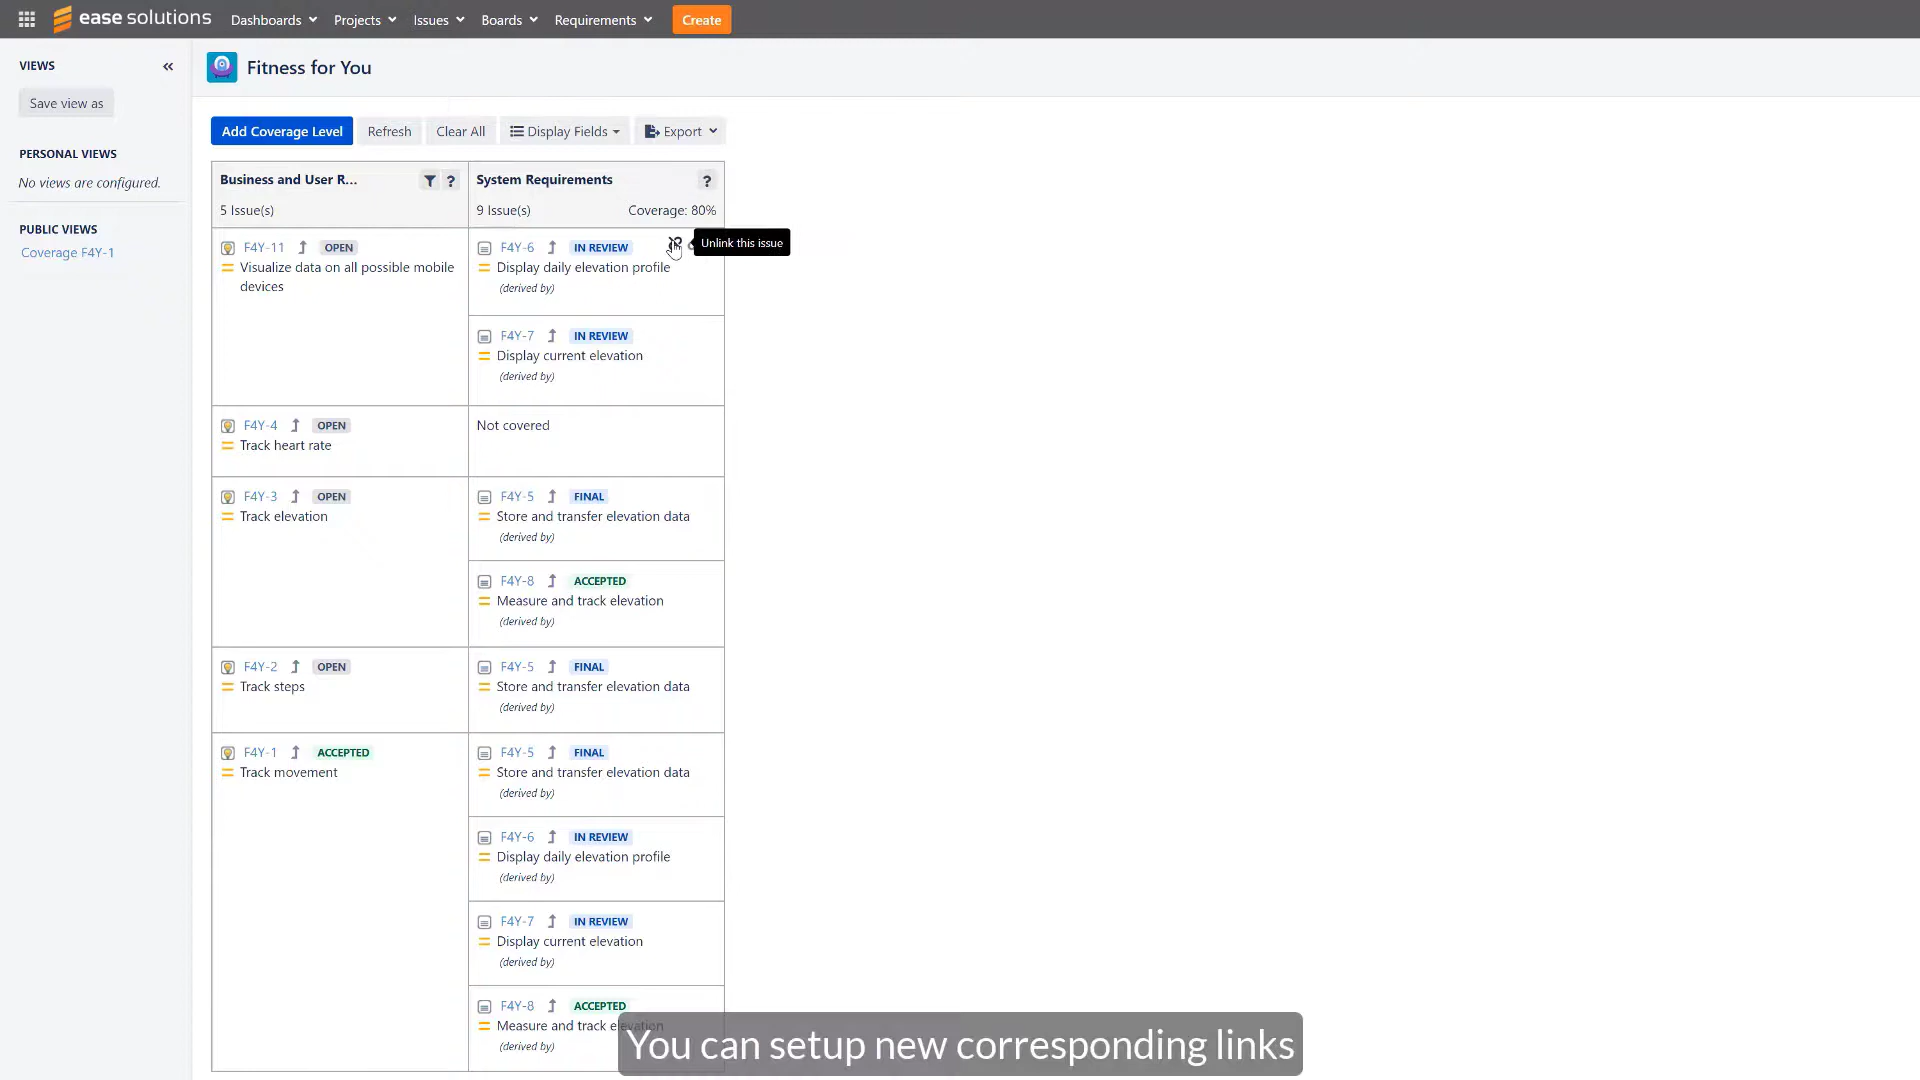 ease solutions Dashboards Projects Issues Boards Requirements Create
VIEWS
Save view as
PERSONAL VIEWS
No views are configured.
PUBLIC VIEWS
Coverage F4Y-1
Fitness for You
Add Coverage Level Refresh Clear All Display Fields Export
Business and User R... ?
5 Issue(s)
System Requirements ?
9 Issue(s) Coverage: 80%
F4Y-11 OPEN
Visualize data on all possible mobile
devices
F4Y-6 IN REVIEW
Unlink this issue
Display daily elevation profile
(derived by)
F4Y-7 IN REVIEW
Display current elevation
(derived by)
F4Y-4 OPEN
Track heart rate
Not covered
F4Y-3 OPEN
Track elevation
F4Y-5 FINAL
Store and transfer elevation data
(derived by)
F4Y-8 ACCEPTED
Measure and track elevation
(derived by)
F4Y-2 OPEN
Track steps
F4Y-5 FINAL
Store and transfer elevation data
(derived by)
F4Y-1 ACCEPTED
Track movement
F4Y-5 FINAL
Store and transfer elevation data
(derived by)
F4Y-6 IN REVIEW
Display daily elevation profile
(derived by)
F4Y-7 IN REVIEW
Display current elevation
(derived by)
F4Y-8 ACCEPTED
Measure and track elevation
(derived by)
You can setup new corresponding links